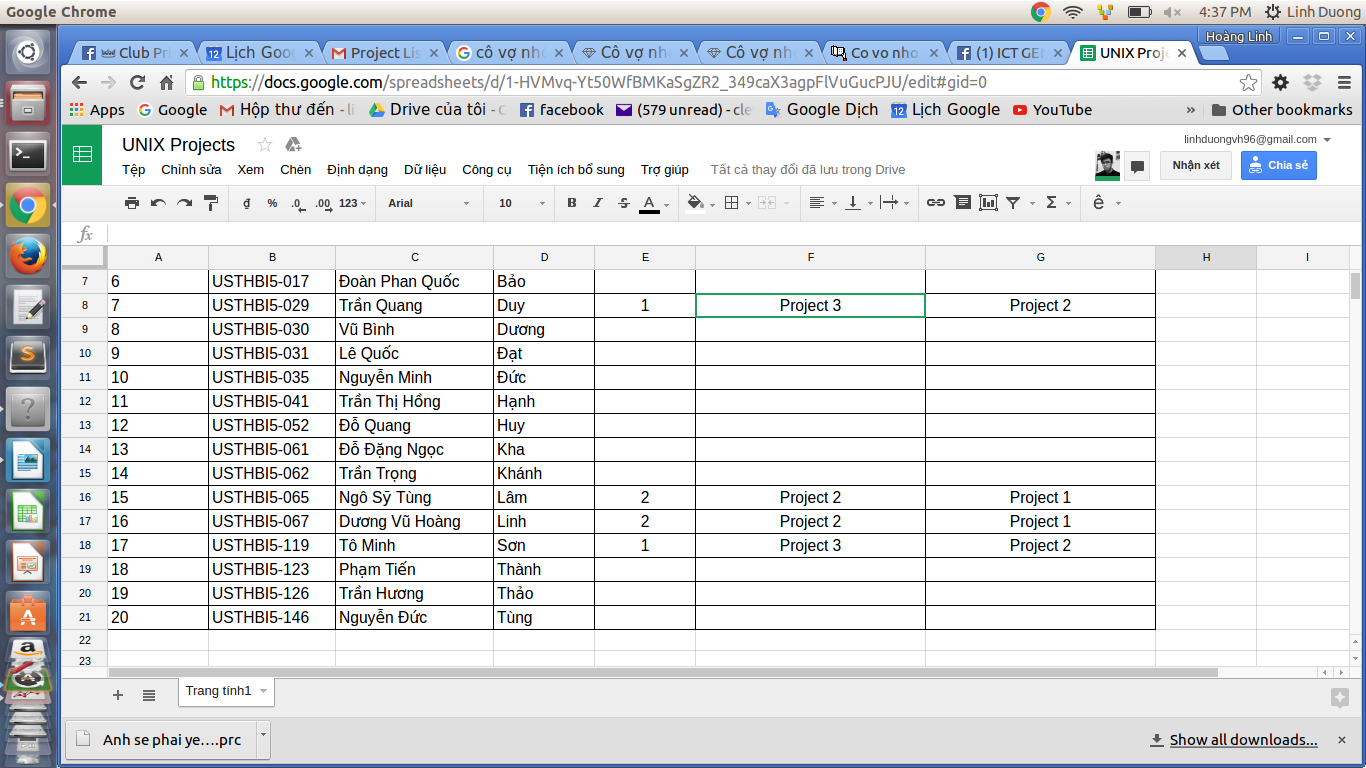 Google Chrome 4:37 PM Linh Duong
Hoàng Linh
Club Pri 12 Lịch Goog Project Lis cô vợ nhỏ Cô vợ nh Cô vợ nh Co vo nho (1) ICT GEN UNIX Proje
https://docs.google.com/spreadsheets/d/1-HVMvq-Yt50WfBMKaSgZR2_349caX3agpFlVuGucPJU/edit#gid=0
Apps Google Hộp thư đến - li Drive của tôi - G facebook (579 unread) - cle Google Dịch 12 Lịch Google YouTube » Other bookmarks
UNIX Projects linhduongvh96@gmail.com
Tệp Chỉnh sửa Xem Chèn Định dạng Dữ liệu Công cụ Tiện ích bổ sung Trợ giúp Tất cả thay đổi đã lưu trong Drive Nhận xét Chia sẻ
₫ % .0 .00 123 Arial 10 B I S A Σ ê
fx
A B C D E F G H I
7 6 USTHBI5-017 Đoàn Phan Quốc Bảo
8 7 USTHBI5-029 Trần Quang Duy 1 Project 3 Project 2
9 8 USTHBI5-030 Vũ Bình Dương
10 9 USTHBI5-031 Lê Quốc Đạt
11 10 USTHBI5-035 Nguyễn Minh Đức
12 11 USTHBI5-041 Trần Thị Hồng Hạnh
13 12 USTHBI5-052 Đỗ Quang Huy
14 13 USTHBI5-061 Đỗ Đặng Ngọc Kha
15 14 USTHBI5-062 Trần Trọng Khánh
16 15 USTHBI5-065 Ngô Sỹ Tùng Lâm 2 Project 2 Project 1
17 16 USTHBI5-067 Dương Vũ Hoàng Linh 2 Project 2 Project 1
18 17 USTHBI5-119 Tô Minh Sơn 1 Project 3 Project 2
19 18 USTHBI5-123 Phạm Tiến Thành
20 19 USTHBI5-126 Trần Hương Thảo
21 20 USTHBI5-146 Nguyễn Đức Tùng
22
23
Trang tính1
Anh se phai ye....prc Show all downloads...